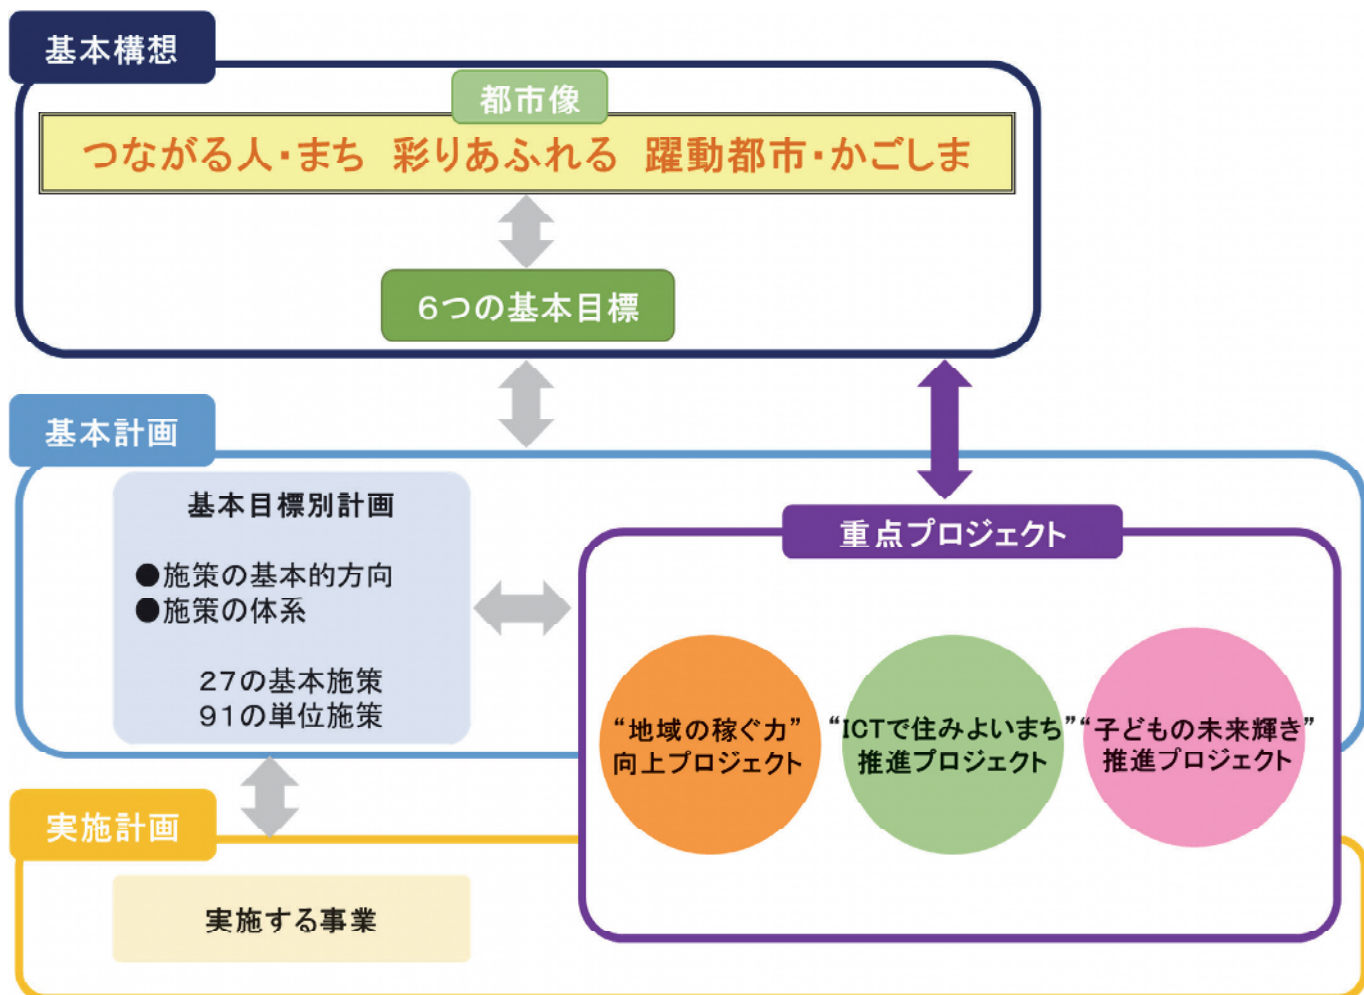 基本構想
都市像
つながる人・まち 彩りあふれる 躍動都市・かごしま
6つの基本目標
基本計画
基本目標別計画
●施策の基本的方向
●施策の体系
27の基本施策
91の単位施策
重点プロジェクト
“地域の稼ぐ力”
向上プロジェクト
“ICTで住みよいまち”
推進プロジェクト
“子どもの未来輝き”
推進プロジェクト
実施計画
実施する事業